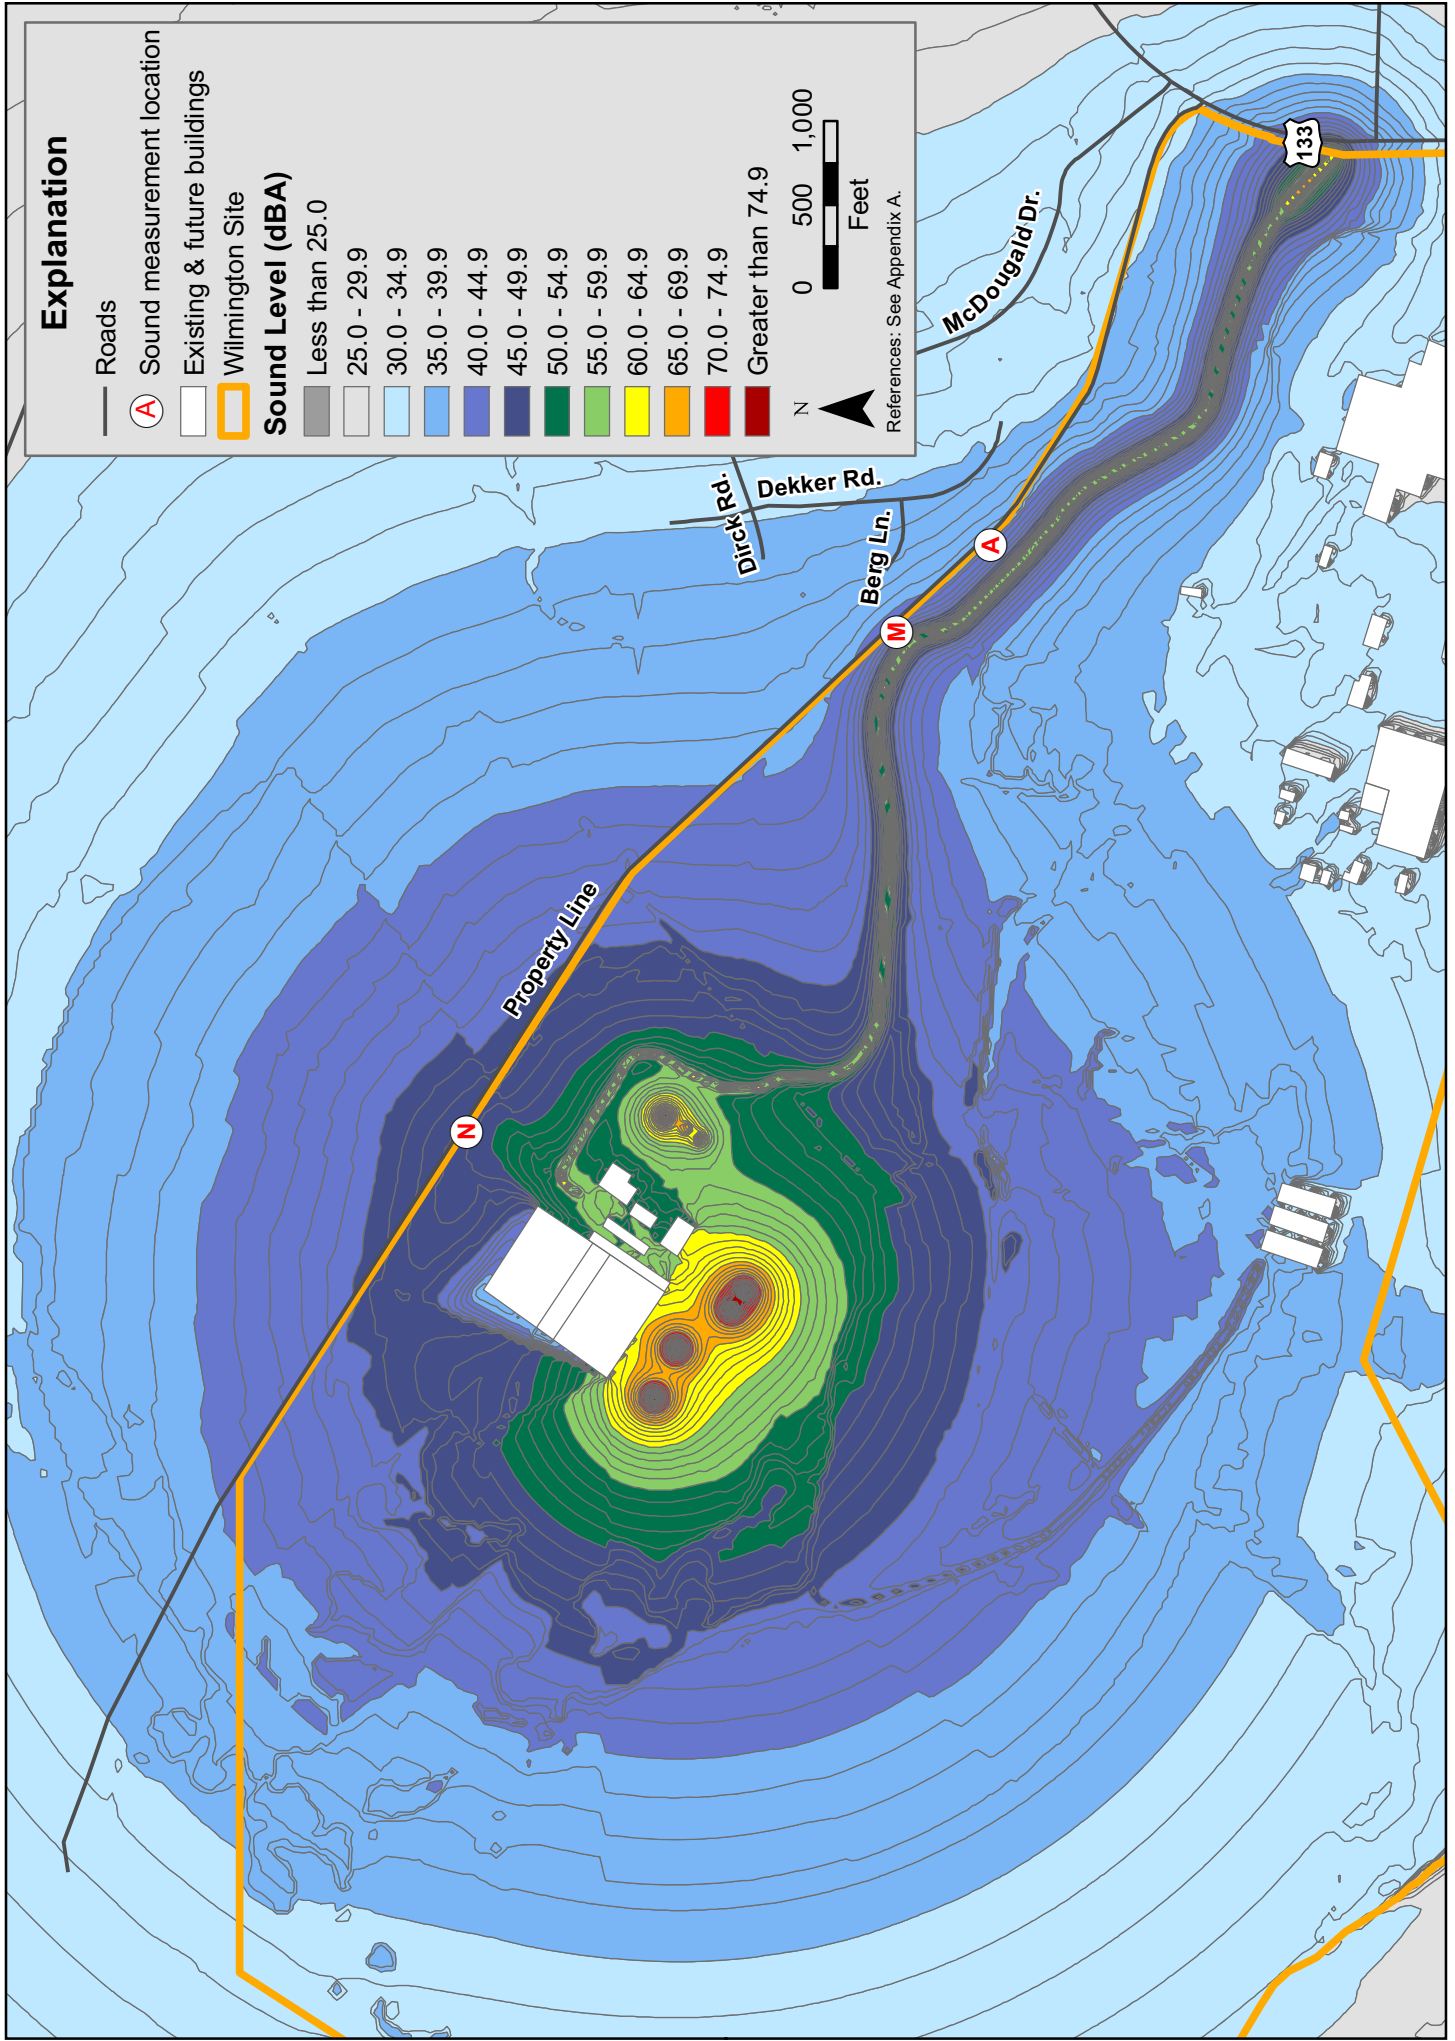 Explanation
Roads
A
Sound measurement location
Existing & future buildings
Wilmington Site
Sound Level (dBA)
Less than 25.0
25.0 - 29.9
30.0 - 34.9
35.0 - 39.9
40.0 - 44.9
45.0 - 49.9
50.0 - 54.9
55.0 - 59.9
60.0 - 64.9
65.0 - 69.9
70.0 - 74.9
Greater than 74.9
N
0 500 1,000
Feet
References: See Appendix A.
N
Property Line
M
A
Dirck Rd.
Dekker Rd.
Berg Ln.
McDougald Dr.
133